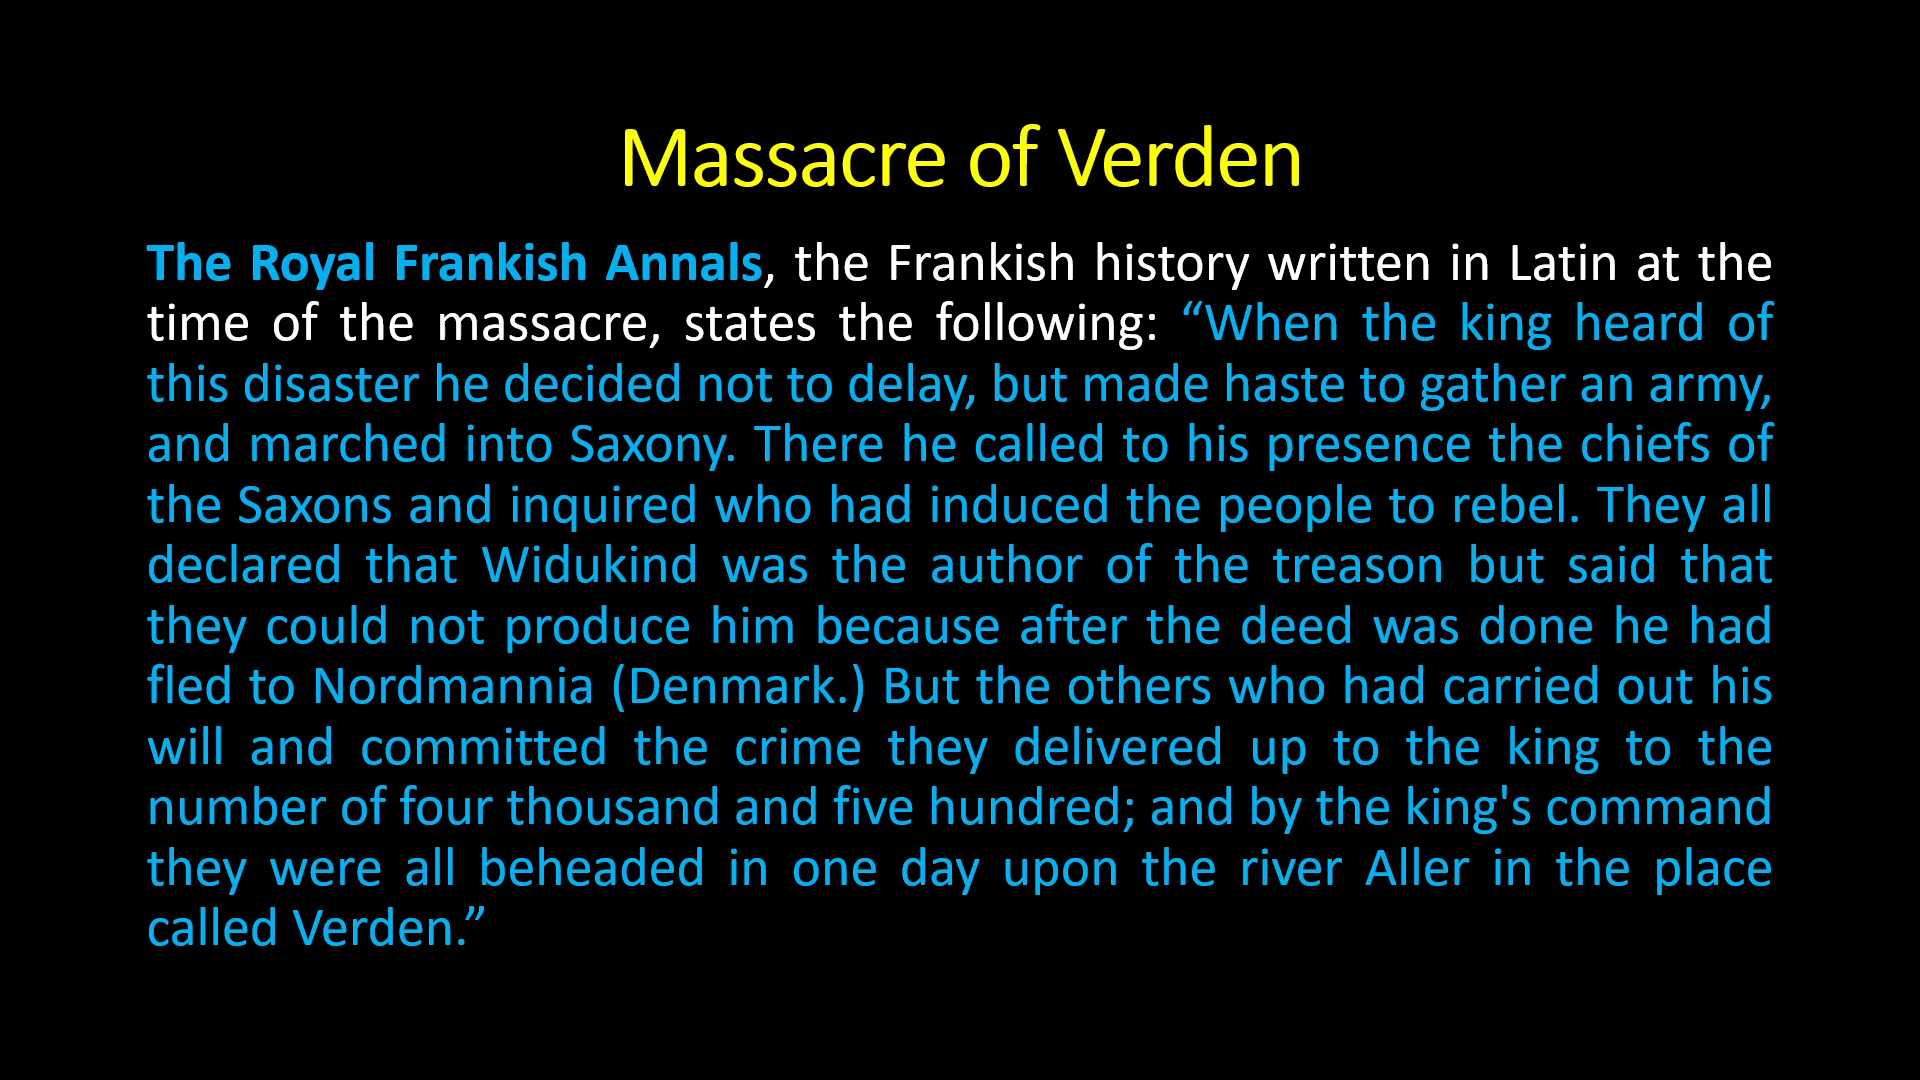 Massacre of Verden
The Royal Frankish Annals, the Frankish history written in Latin at the
time of the massacre, states the following: “When the king heard of
this disaster he decided not to delay, but made haste to gather an army,
and marched into Saxony. There he called to his presence the chiefs of
the Saxons and inquired who had induced the people to rebel. They all
declared that Widukind was the author of the treason but said that
they could not produce him because after the deed was done he had
fled to Nordmannia (Denmark.) But the others who had carried out his
will and committed the crime they delivered up to the king to the
number of four thousand and five hundred; and by the king's command
they were all beheaded in one day upon the river Aller in the place
called Verden.”